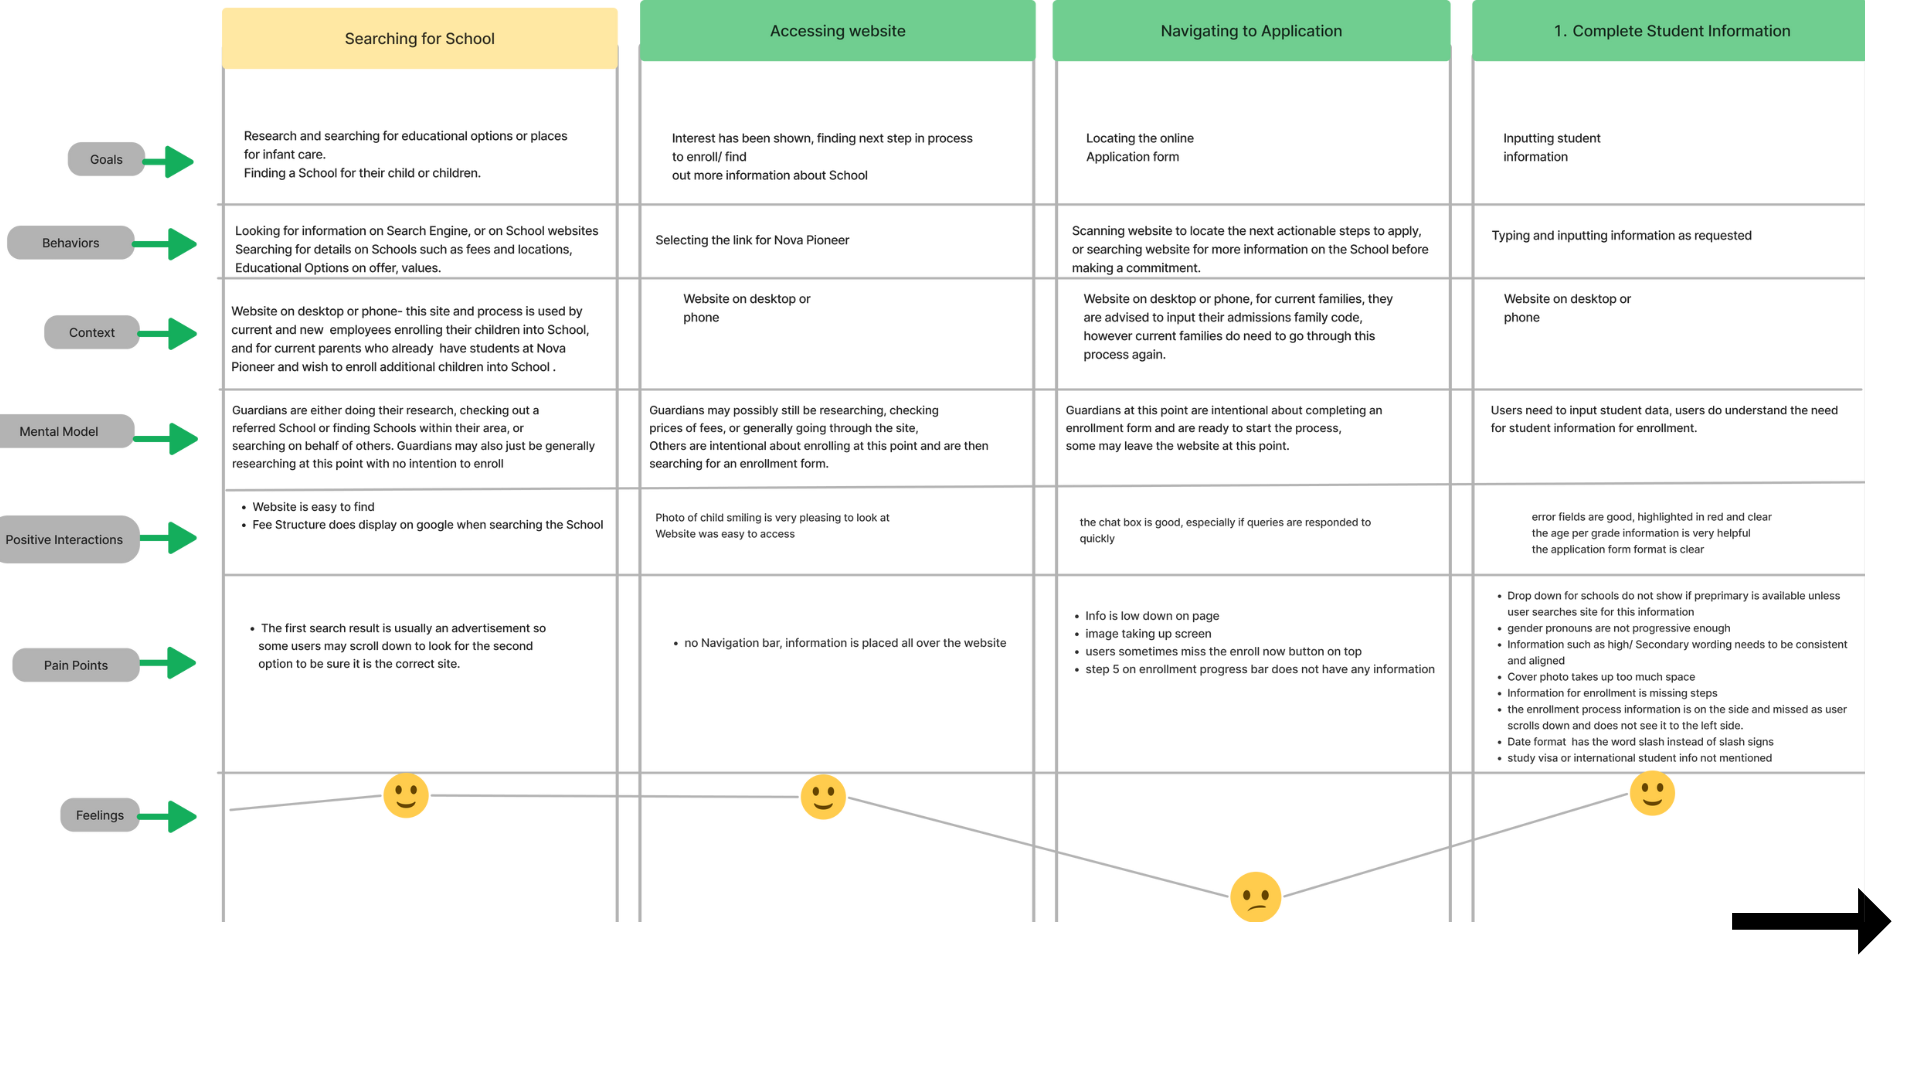 Searching for School
Accessing website
Navigating to Application
1. Complete Student Information
Goals
Research and searching for educational options or places
for infant care.
Finding a School for their child or children.
Interest has been shown, finding next step in process
to enroll/ find
out more information about School
Locating the online
Application form
Inputting student
information
Behaviors
Looking for information on Search Engine, or on School websites
Searching for details on Schools such as fees and locations,
Educational Options on offer, values.
Selecting the link for Nova Pioneer
Scanning website to locate the next actionable steps to apply,
or searching website for more information on the School before
making a commitment.
Typing and inputting information as requested
Context
Website on desktop or phone- this site and process is used by
current and new employees enrolling their children into School,
and for current parents who already have students at Nova
Pioneer and wish to enroll additional children into School .
Website on desktop or
phone
Website on desktop or phone, for current families, they
are advised to input their admissions family code,
however current families do need to go through this
process again.
Website on desktop or
phone
Mental Model
Guardians are either doing their research, checking out a
referred School or finding Schools within their area, or
searching on behalf of others. Guardians may also just be generally
researching at this point with no intention to enroll
Guardians may possibly still be researching, checking
prices of fees, or generally going through the site,
Others are intentional about enrolling at this point and are then
searching for an enrollment form.
Guardians at this point are intentional about completing an
enrollment form and are ready to start the process,
some may leave the website at this point.
Users need to input student data, users do understand the need
for student information for enrollment.
Positive Interactions
• Website is easy to find
• Fee Structure does display on google when searching the School
Photo of child smiling is very pleasing to look at
Website was easy to access
the chat box is good, especially if queries are responded to
quickly
error fields are good, highlighted in red and clear
the age per grade information is very helpful
the application form format is clear
Pain Points
• The first search result is usually an advertisement so
some users may scroll down to look for the second
option to be sure it is the correct site.
• no Navigation bar, information is placed all over the website
• Info is low down on page
• image taking up screen
• users sometimes miss the enroll now button on top
• step 5 on enrollment progress bar does not have any information
• Drop down for schools do not show if preprimary is available unless
user searches site for this information
• gender pronouns are not progressive enough
• Information such as high/ Secondary wording needs to be consistent
and aligned
• Cover photo takes up too much space
• Information for enrollment is missing steps
• the enrollment process information is on the side and missed as user
scrolls down and does not see it to the left side.
• Date format has the word slash instead of slash signs
• study visa or international student info not mentioned
Feelings